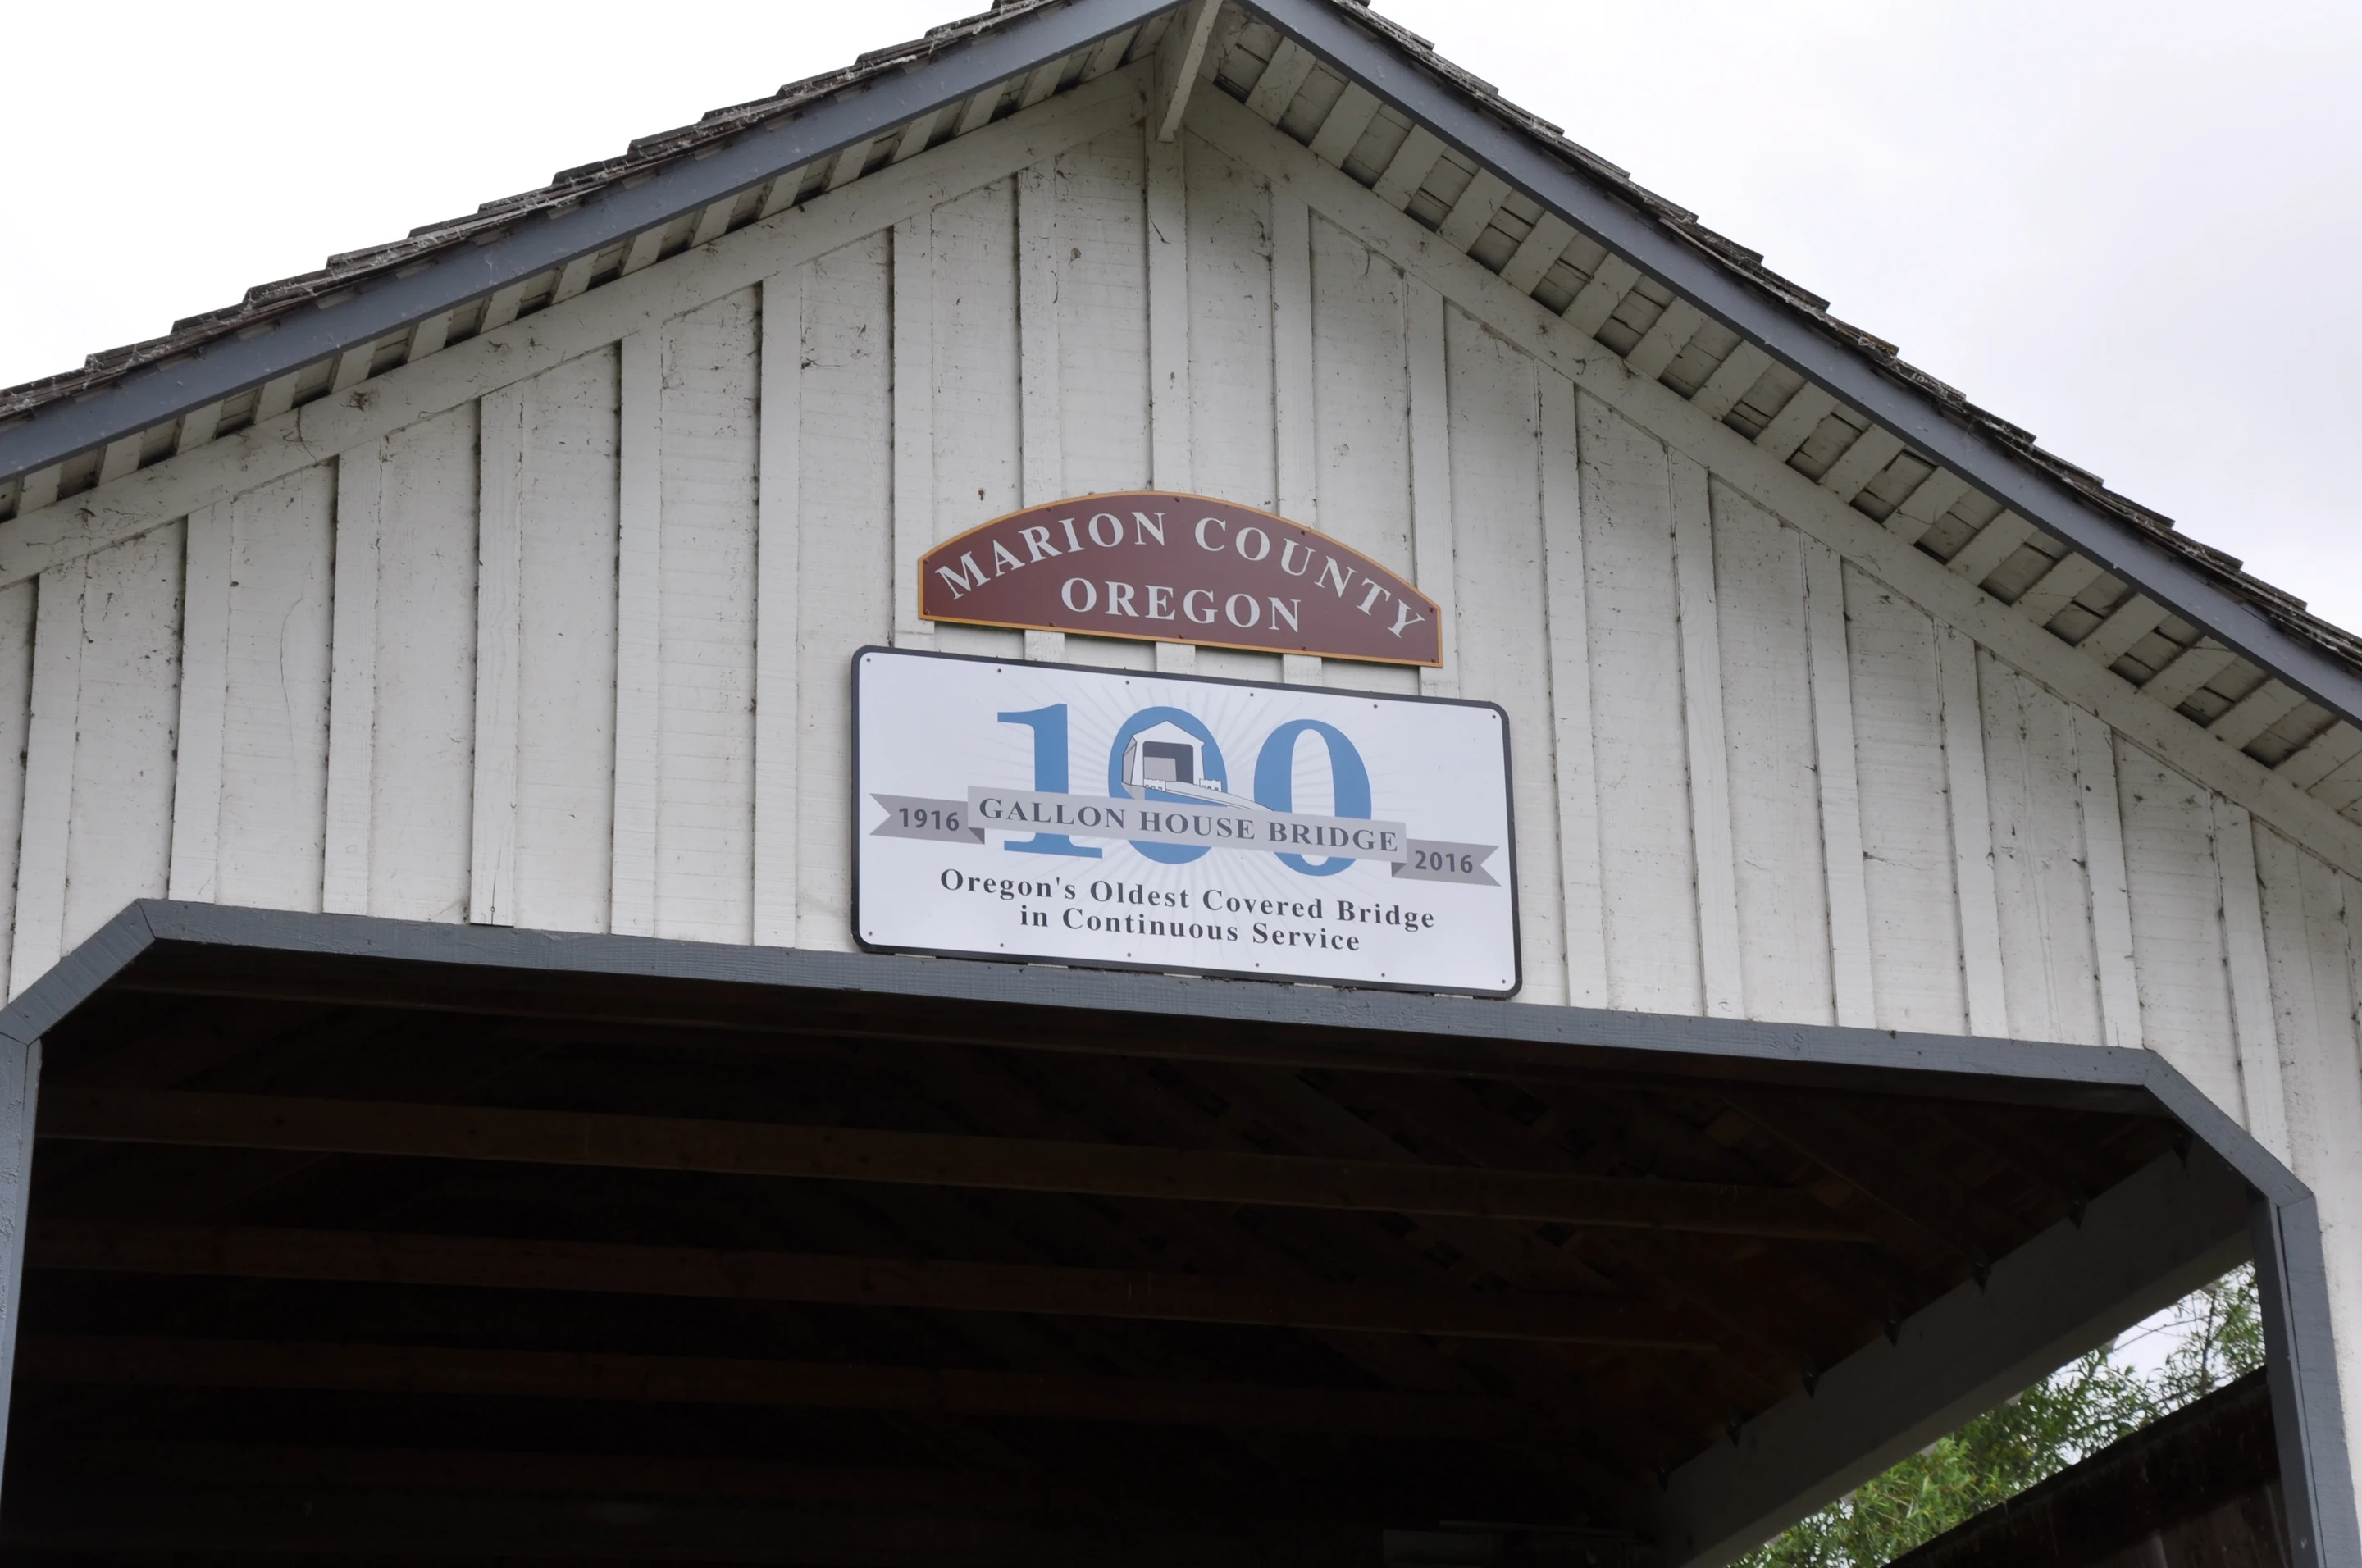 MARION COUNTY
OREGON
100
1916 GALLON HOUSE BRIDGE 2016
Oregon's Oldest Covered Bridge
in Continuous Service